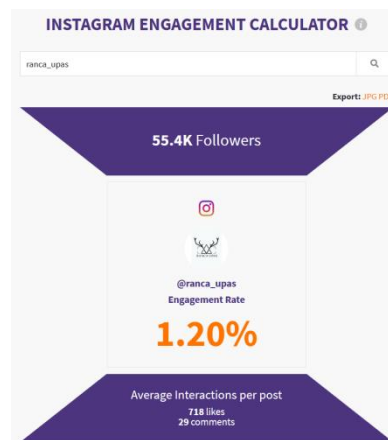 INSTAGRAM ENGAGEMENT CALCULATOR
ranca_upas
Export: JPG PD
55.4K Followers
@ranca_upas
Engagement Rate
1.20%
Average Interactions per post
718 likes
29 comments